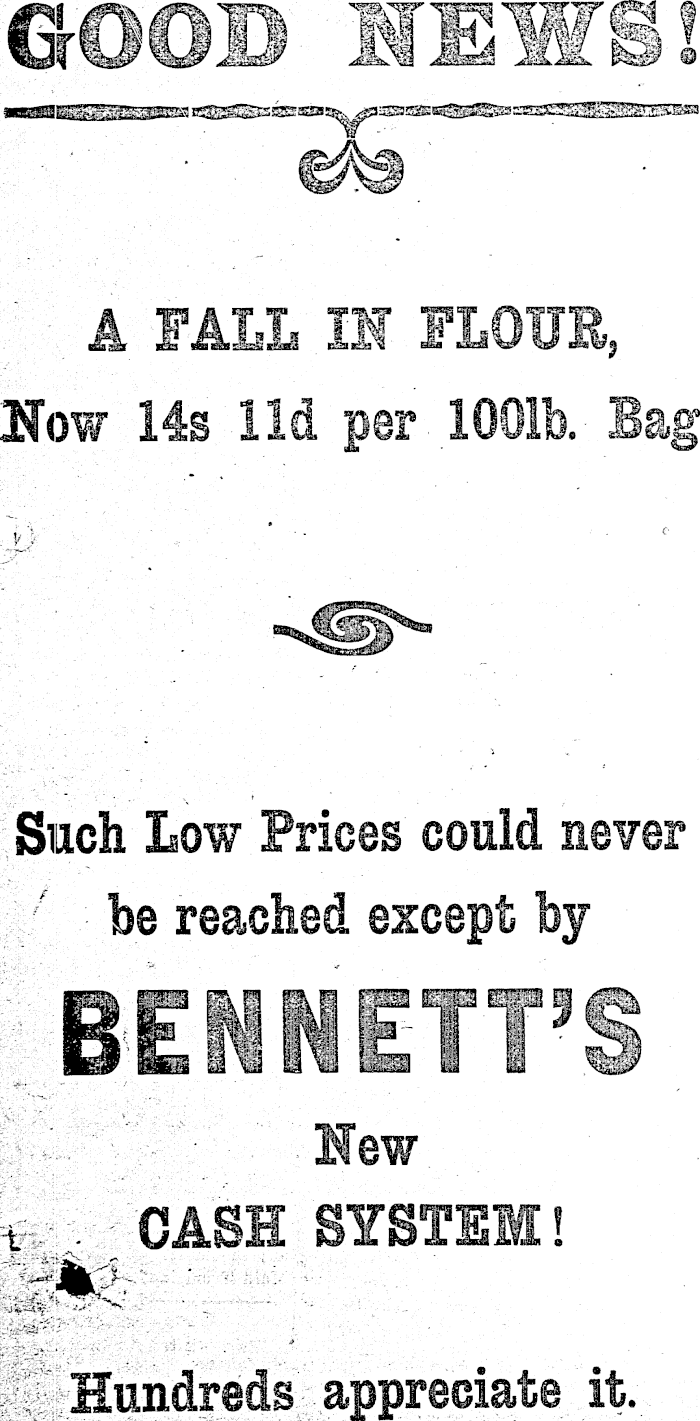 GOOD NEWS!
A FALL IN FLOUR,
Now 14s 11d per 100lb. Bag
Such Low Prices could never
be reached except by
BENNETT'S
New
CASH SYSTEM!
Hundreds appreciate it.